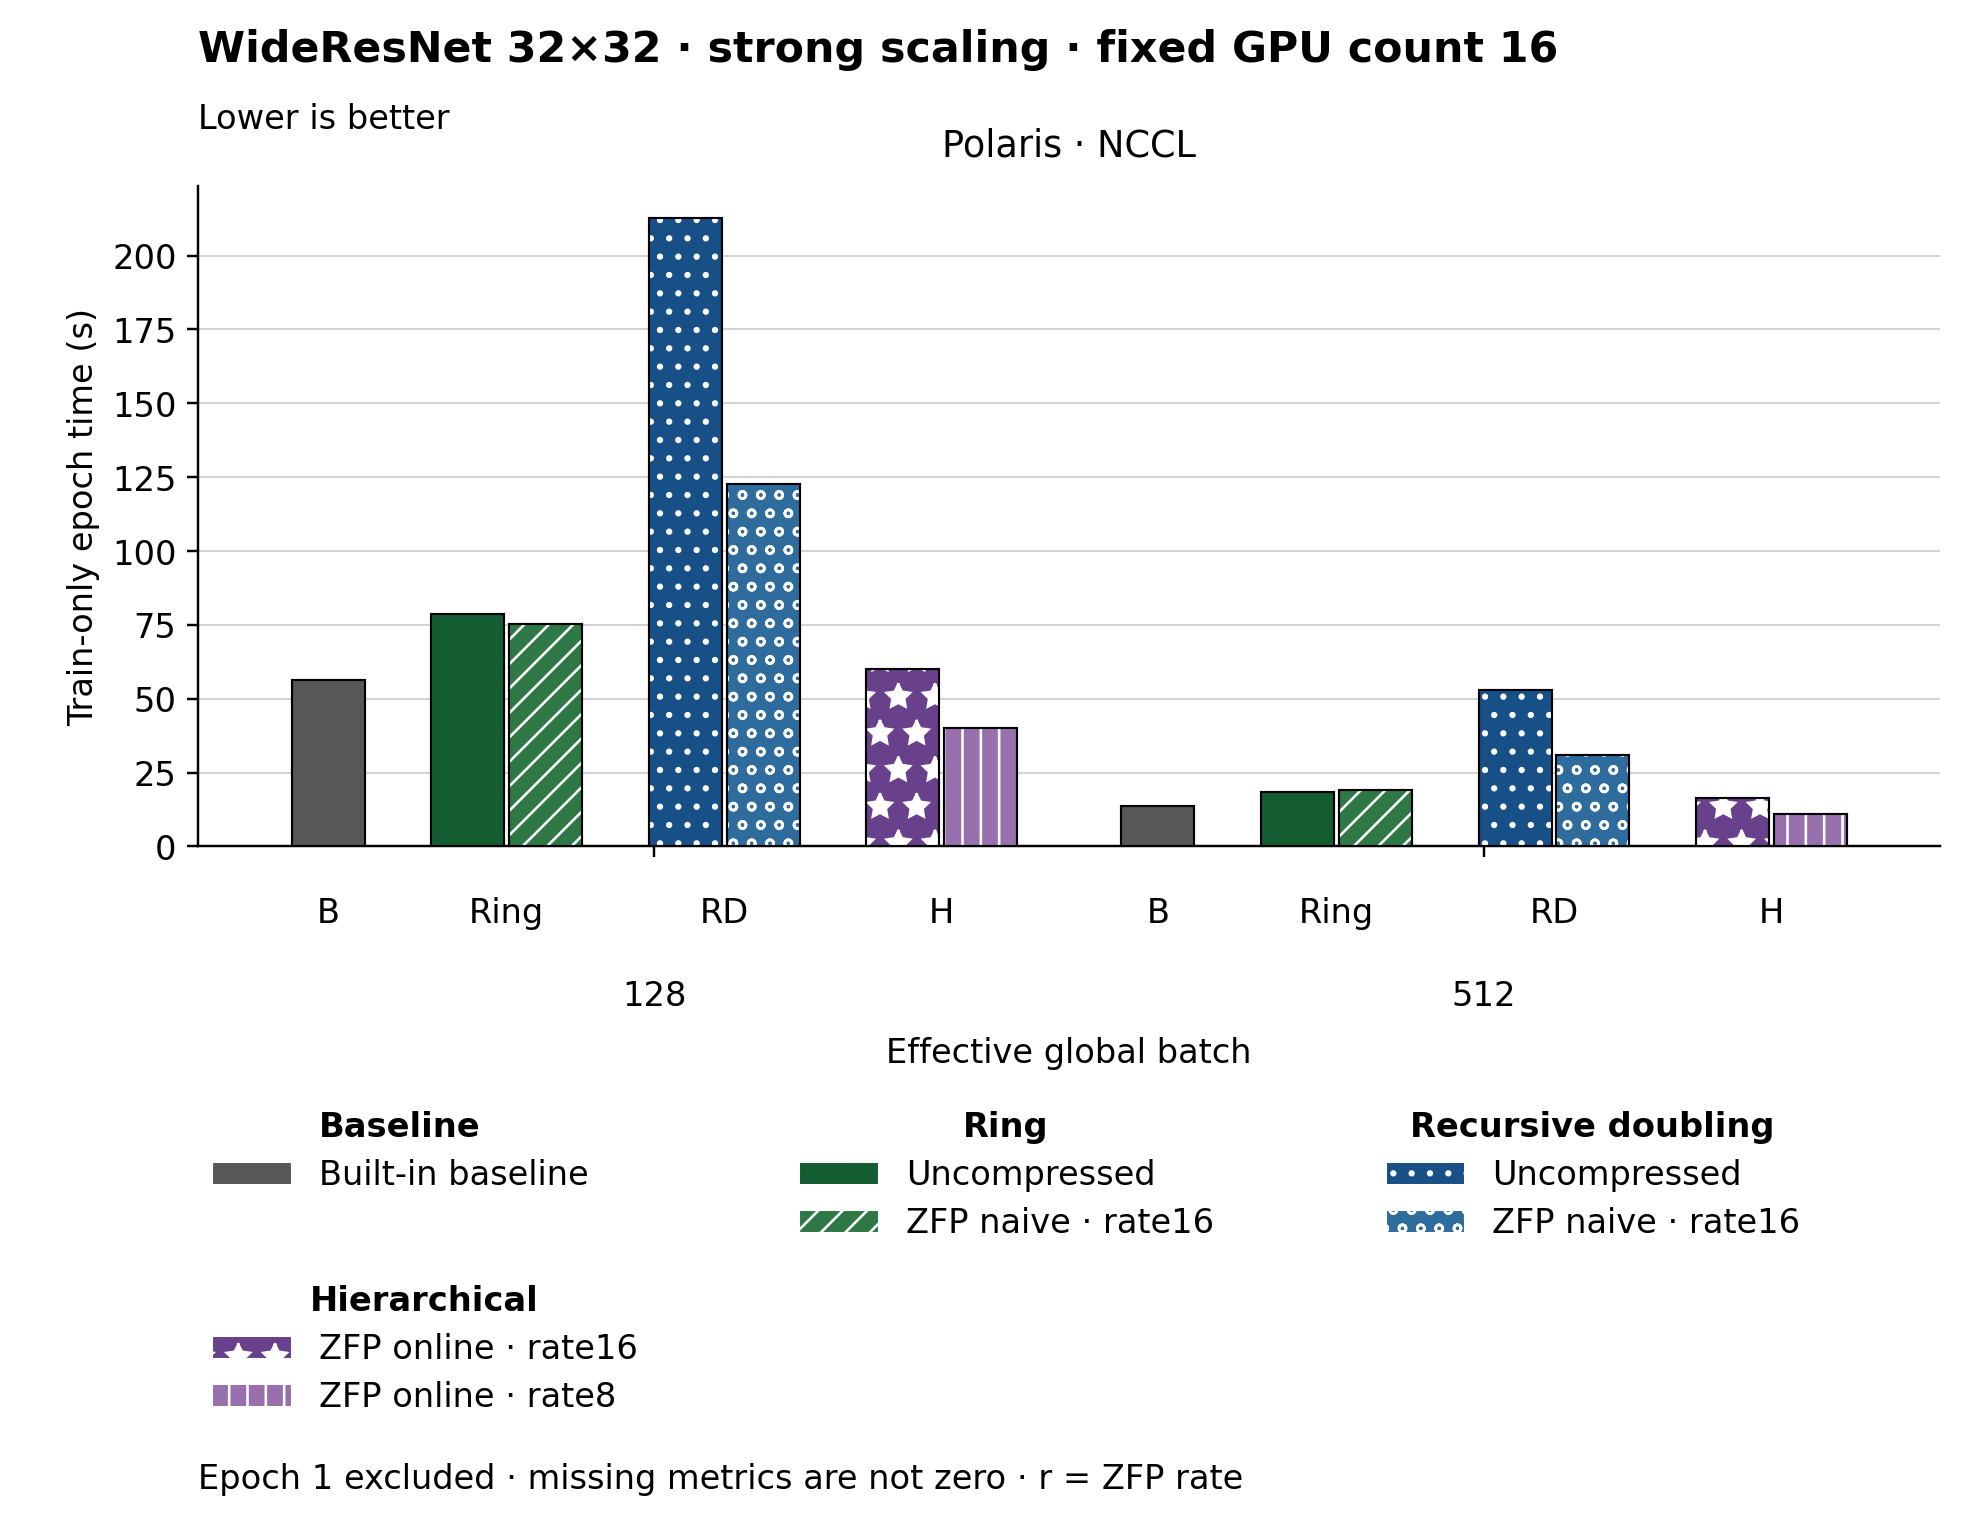 WideResNet 32×32 · strong scaling · fixed GPU count 16
Lower is better
Polaris · NCCL
Train-only epoch time (s)
200
175
150
125
100
75
50
25
0
B Ring RD H B Ring RD H
128 512
Effective global batch
Baseline Ring Recursive doubling
Built-in baseline Uncompressed Uncompressed
ZFP naive · rate16 ZFP naive · rate16
Hierarchical
ZFP online · rate16
ZFP online · rate8
Epoch 1 excluded · missing metrics are not zero · r = ZFP rate